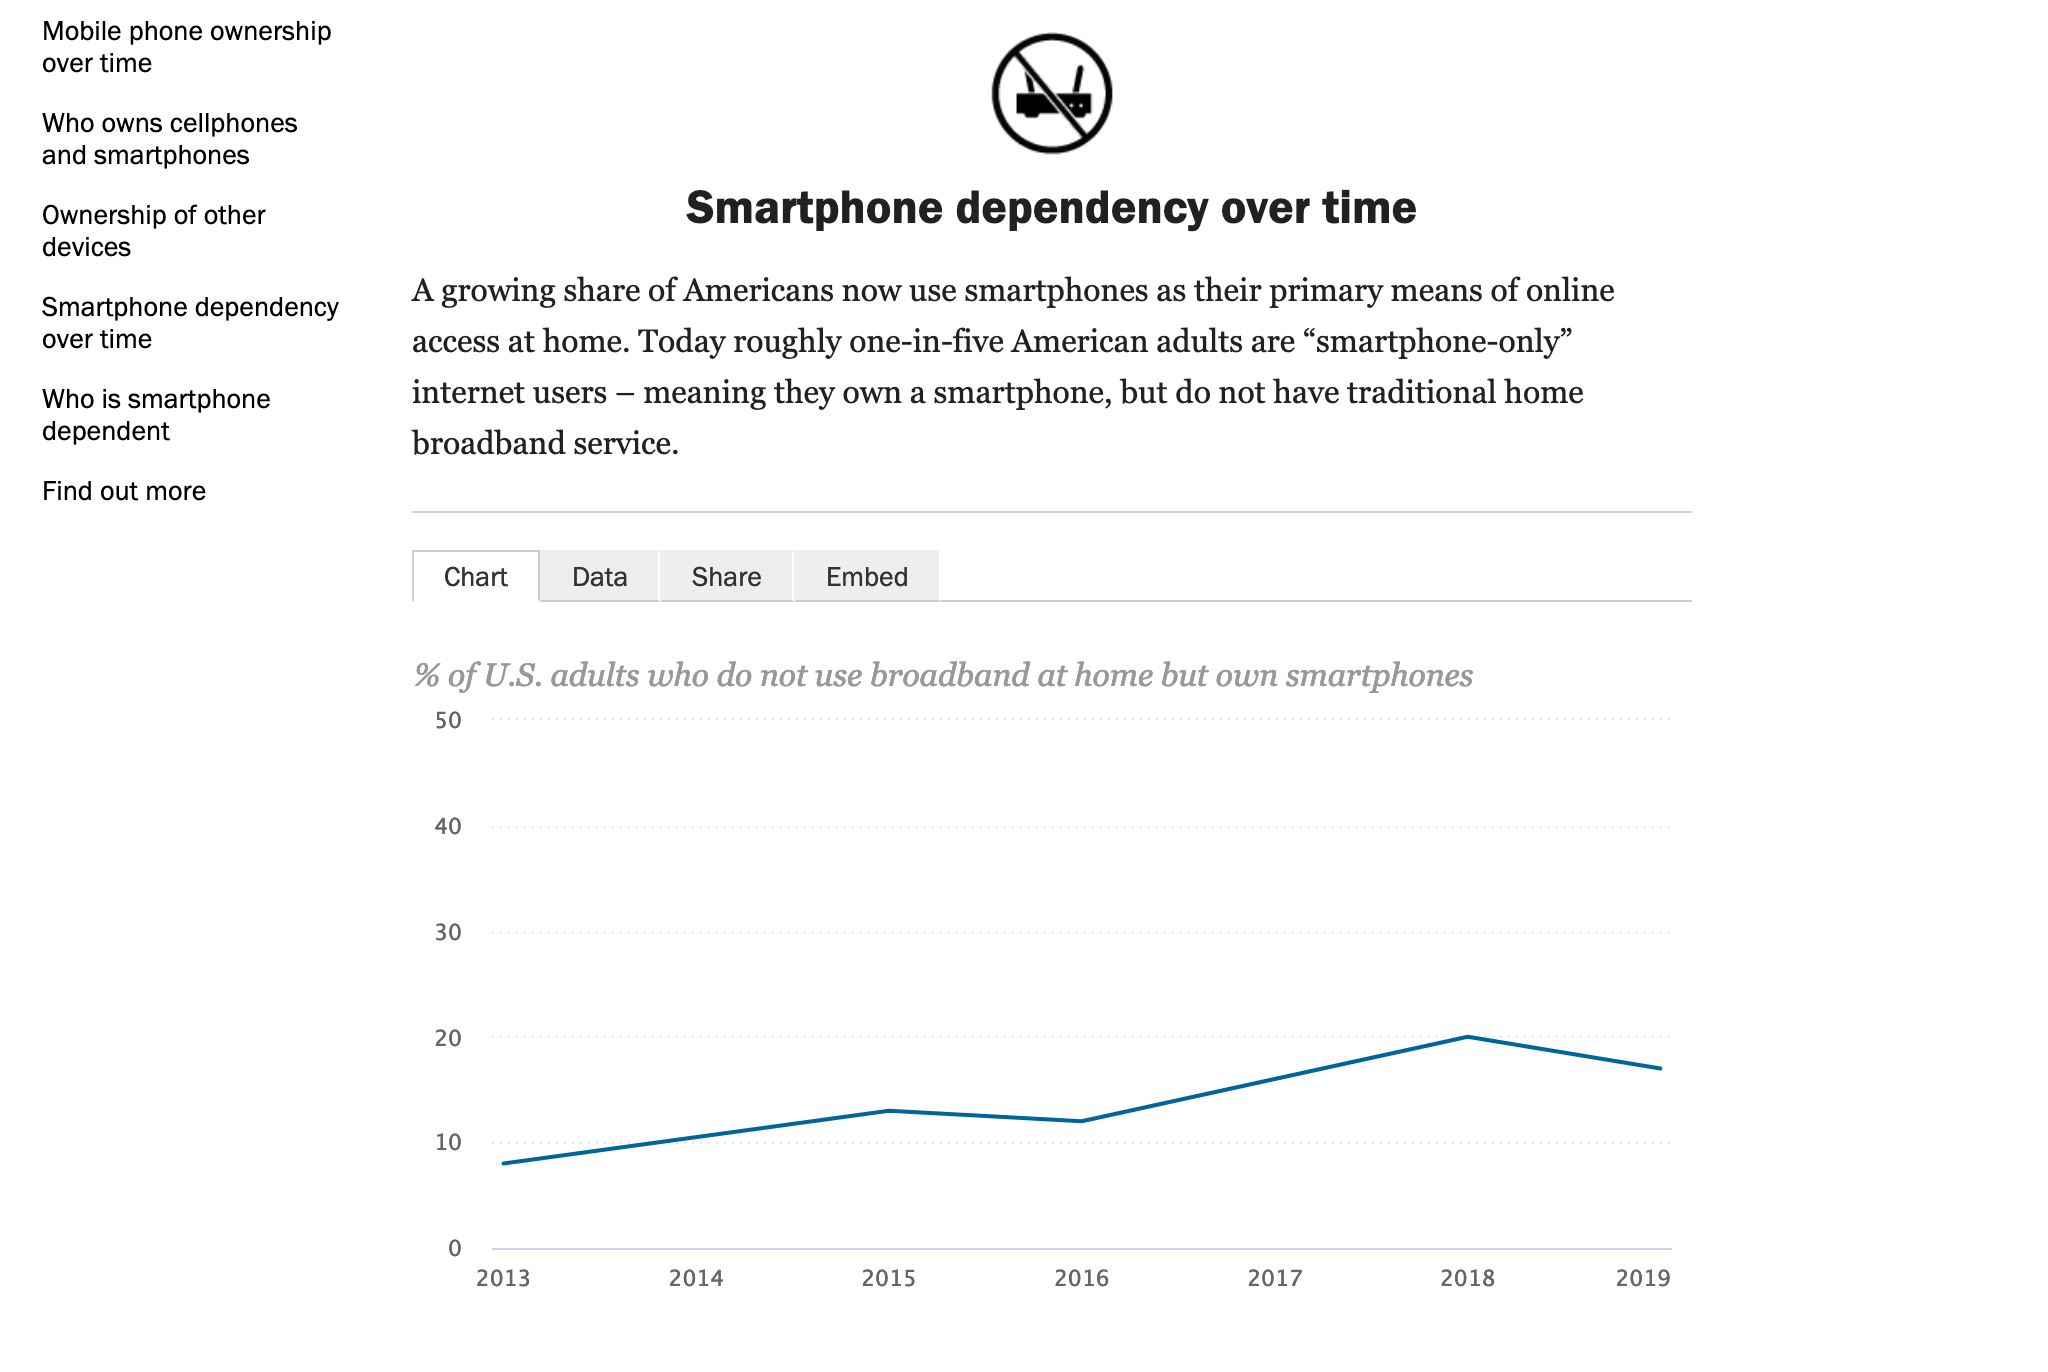 Mobile phone ownership
over time
Who owns cellphones
and smartphones
Ownership of other
devices
Smartphone dependency
over time
Who is smartphone
dependent
Find out more
Smartphone dependency over time
A growing share of Americans now use smartphones as their primary means of online
access at home. Today roughly one-in-five American adults are “smartphone-only”
internet users – meaning they own a smartphone, but do not have traditional home
broadband service.
Chart Data Share Embed
% of U.S. adults who do not use broadband at home but own smartphones
50
40
30
20
10
0
2013 2014 2015 2016 2017 2018 2019